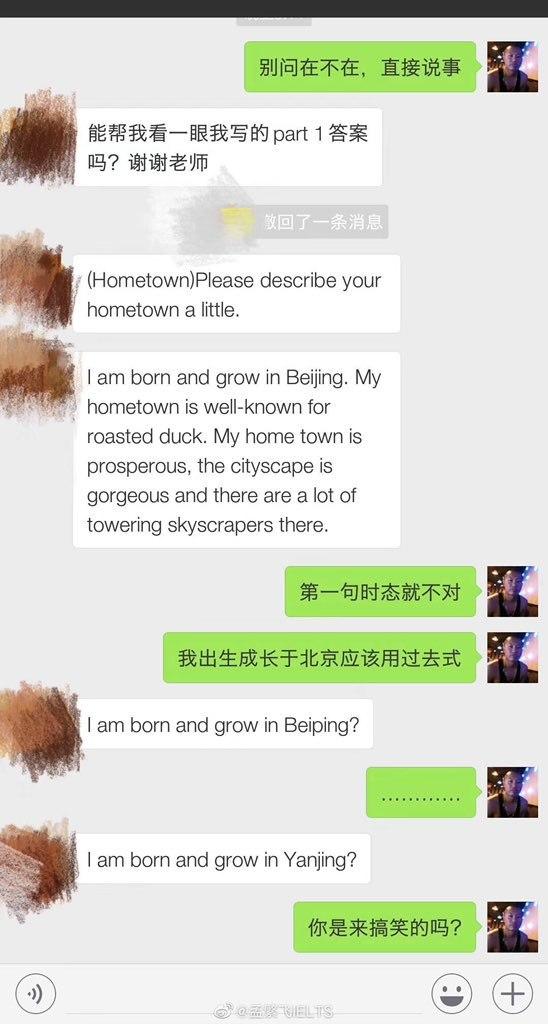 别问在不在，直接说事
能帮我看一眼我写的part 1答案
吗？谢谢老师
撤回了一条消息
(Hometown)Please describe your
hometown a little.
I am born and grow in Beijing. My
hometown is well-known for
roasted duck. My home town is
prosperous, the cityscape is
gorgeous and there are a lot of
towering skyscrapers there.
第一句时态就不对
我出生成长于北京应该用过去式
I am born and grow in Beiping?
............
I am born and grow in Yanjing?
你是来搞笑的吗？
@孟繁飞IELTS